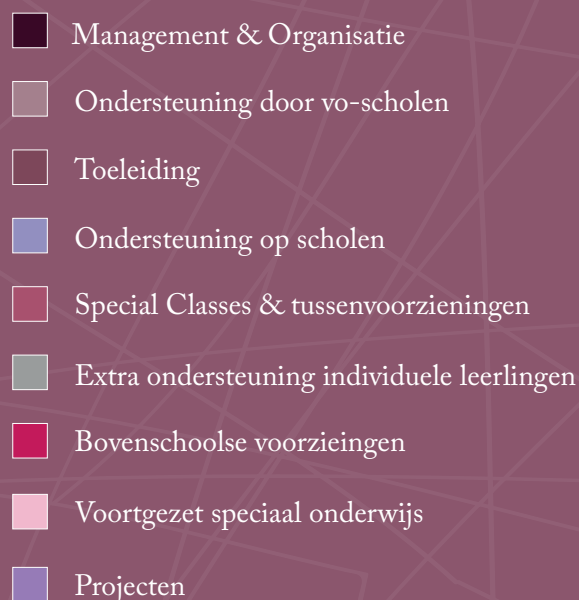 Management & Organisatie
Ondersteuning door vo-scholen
Toeleiding
Ondersteuning op scholen
Special Classes & tussenvoorzieningen
Extra ondersteuning individuele leerlingen
Bovenschoolse voorzieingen
Voortgezet speciaal onderwijs
Projecten